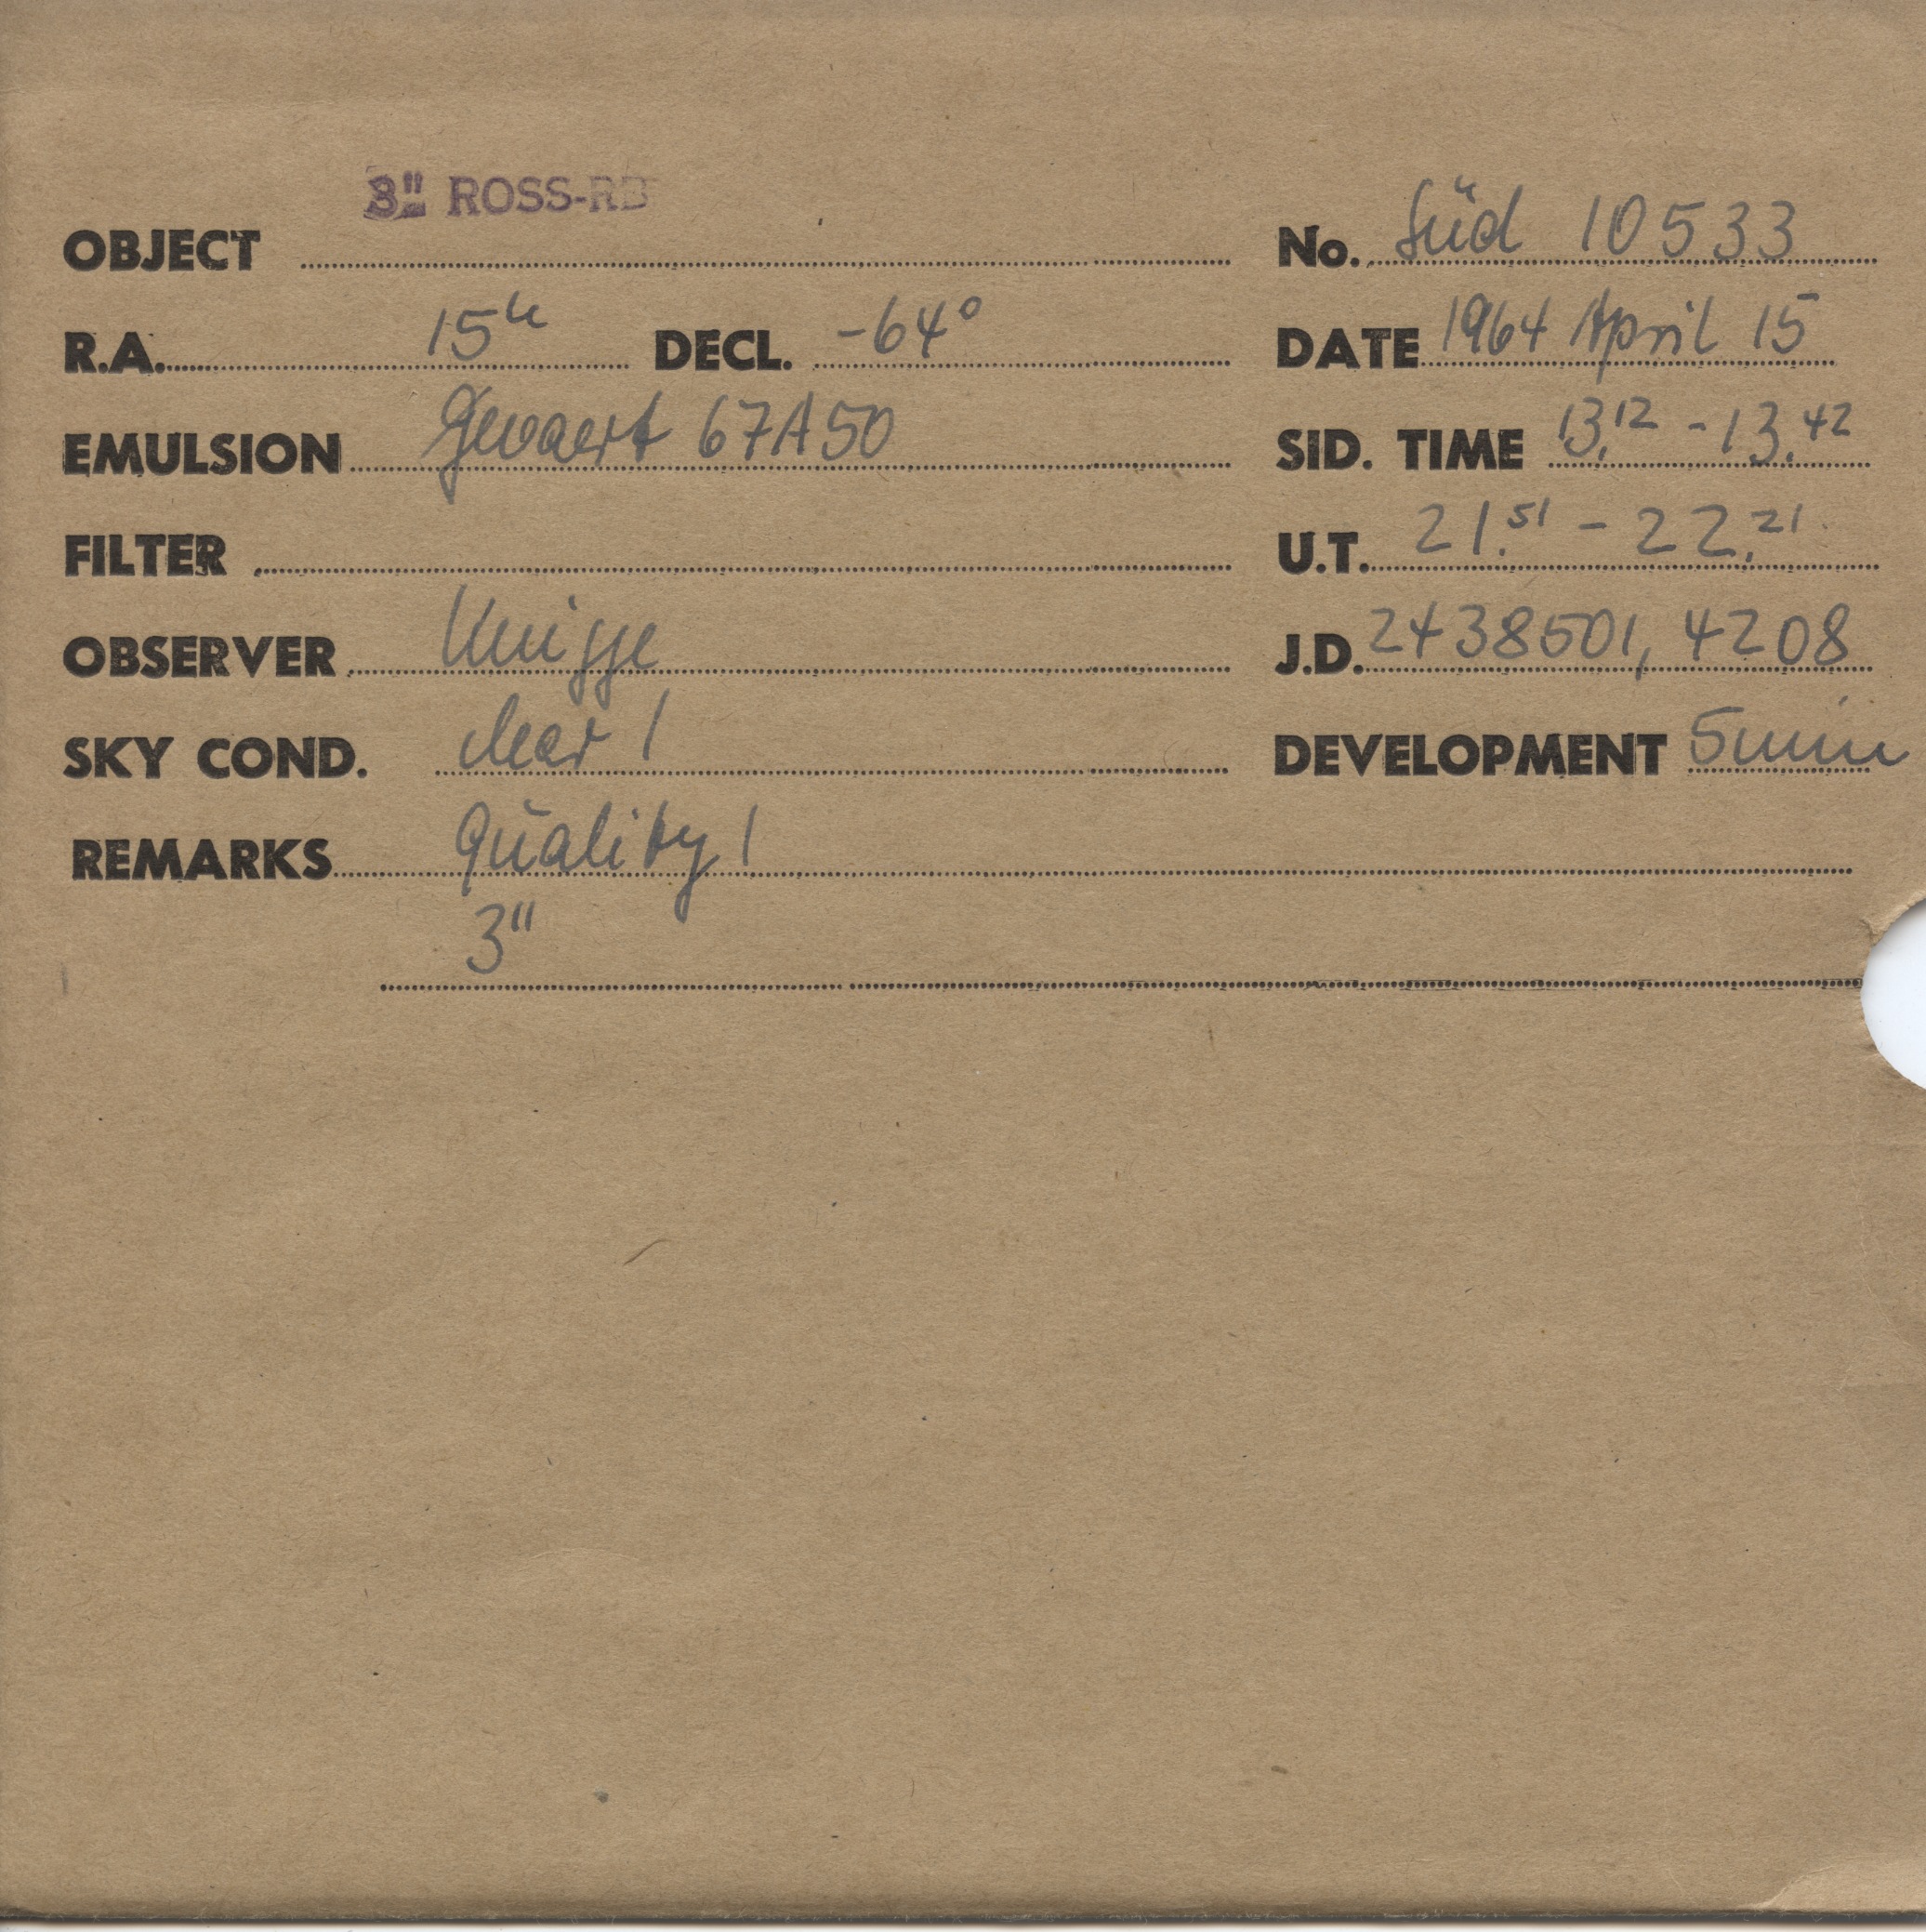 3" ROSS-RB
OBJECT No. Süd 10533
R.A. 15h DECL. -64° DATE 1964 April 15
EMULSION Gevaert 67A50 SID. TIME 13.12 - 13.42
FILTER U.T. 21.51 - 22.21
OBSERVER Knigge J.D. 2438501,4208
SKY COND. clear 1 DEVELOPMENT 5 min
REMARKS Quality 1
3"